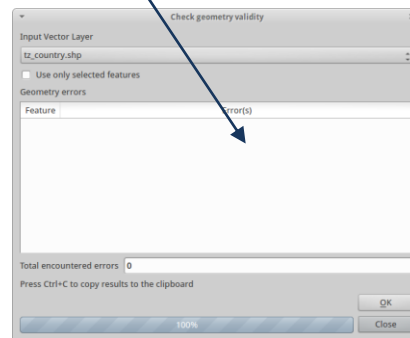 Check geometry validity
Input Vector Layer
tz_country.shp
Use only selected features
Geometry errors
Feature Error(s)
Total encountered errors 0
Press Ctrl+C to copy results to the clipboard
OK
100% Close